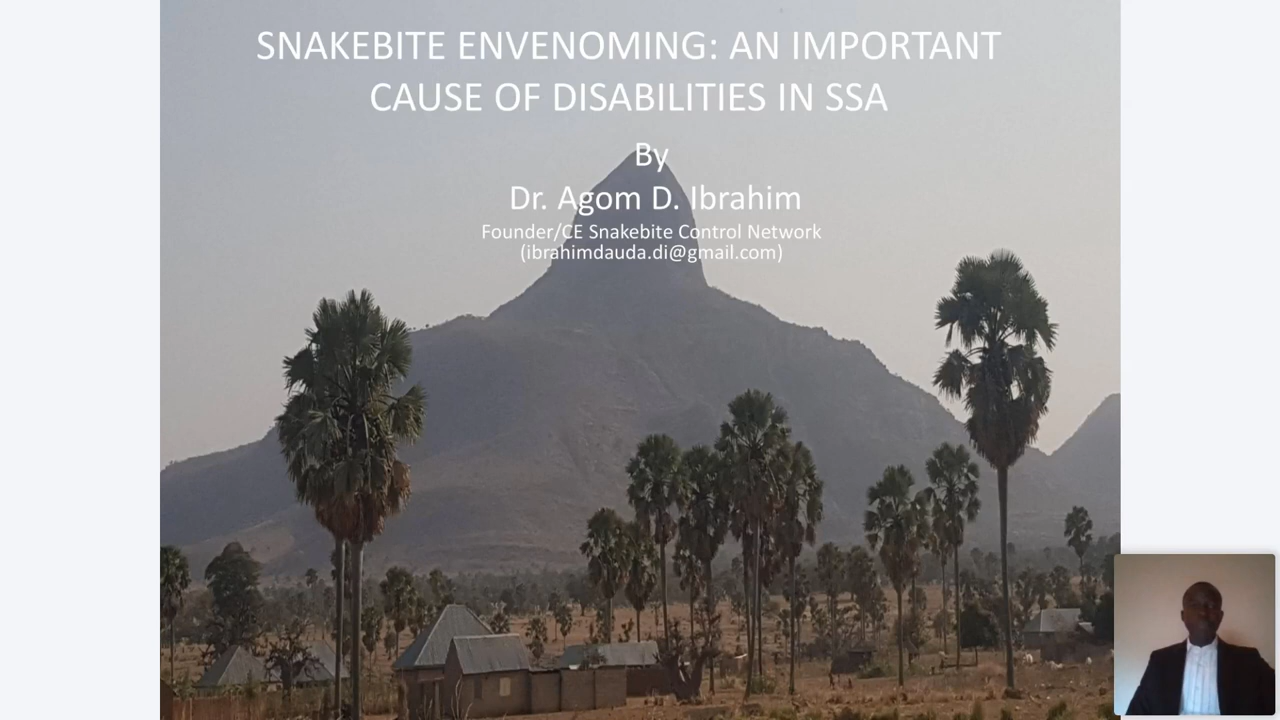 SNAKEBITE ENVENOMING: AN IMPORTANT
CAUSE OF DISABILITIES IN SSA
By
Dr. Agom D. Ibrahim
Founder/CE Snakebite Control Network
(ibrahimdauda.di@gmail.com)